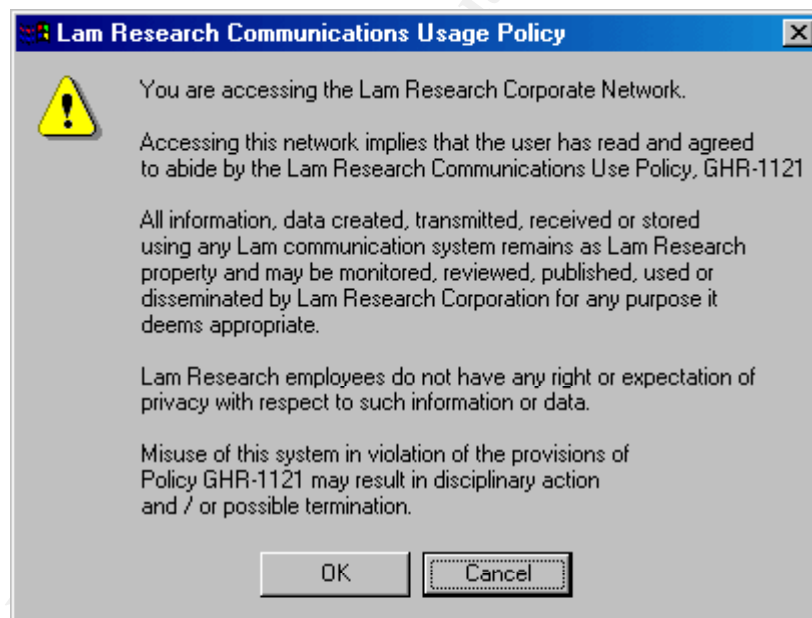 Lam Research Communications Usage Policy
You are accessing the Lam Research Corporate Network.
Accessing this network implies that the user has read and agreed
to abide by the Lam Research Communications Use Policy, GHR-1121
All information, data created, transmitted, received or stored
using any Lam communication system remains as Lam Research
property and may be monitored, reviewed, published, used or
disseminated by Lam Research Corporation for any purpose it
deems appropriate.
Lam Research employees do not have any right or expectation of
privacy with respect to such information or data.
Misuse of this system in violation of the provisions of
Policy GHR-1121 may result in disciplinary action
and / or possible termination.
OK
Cancel